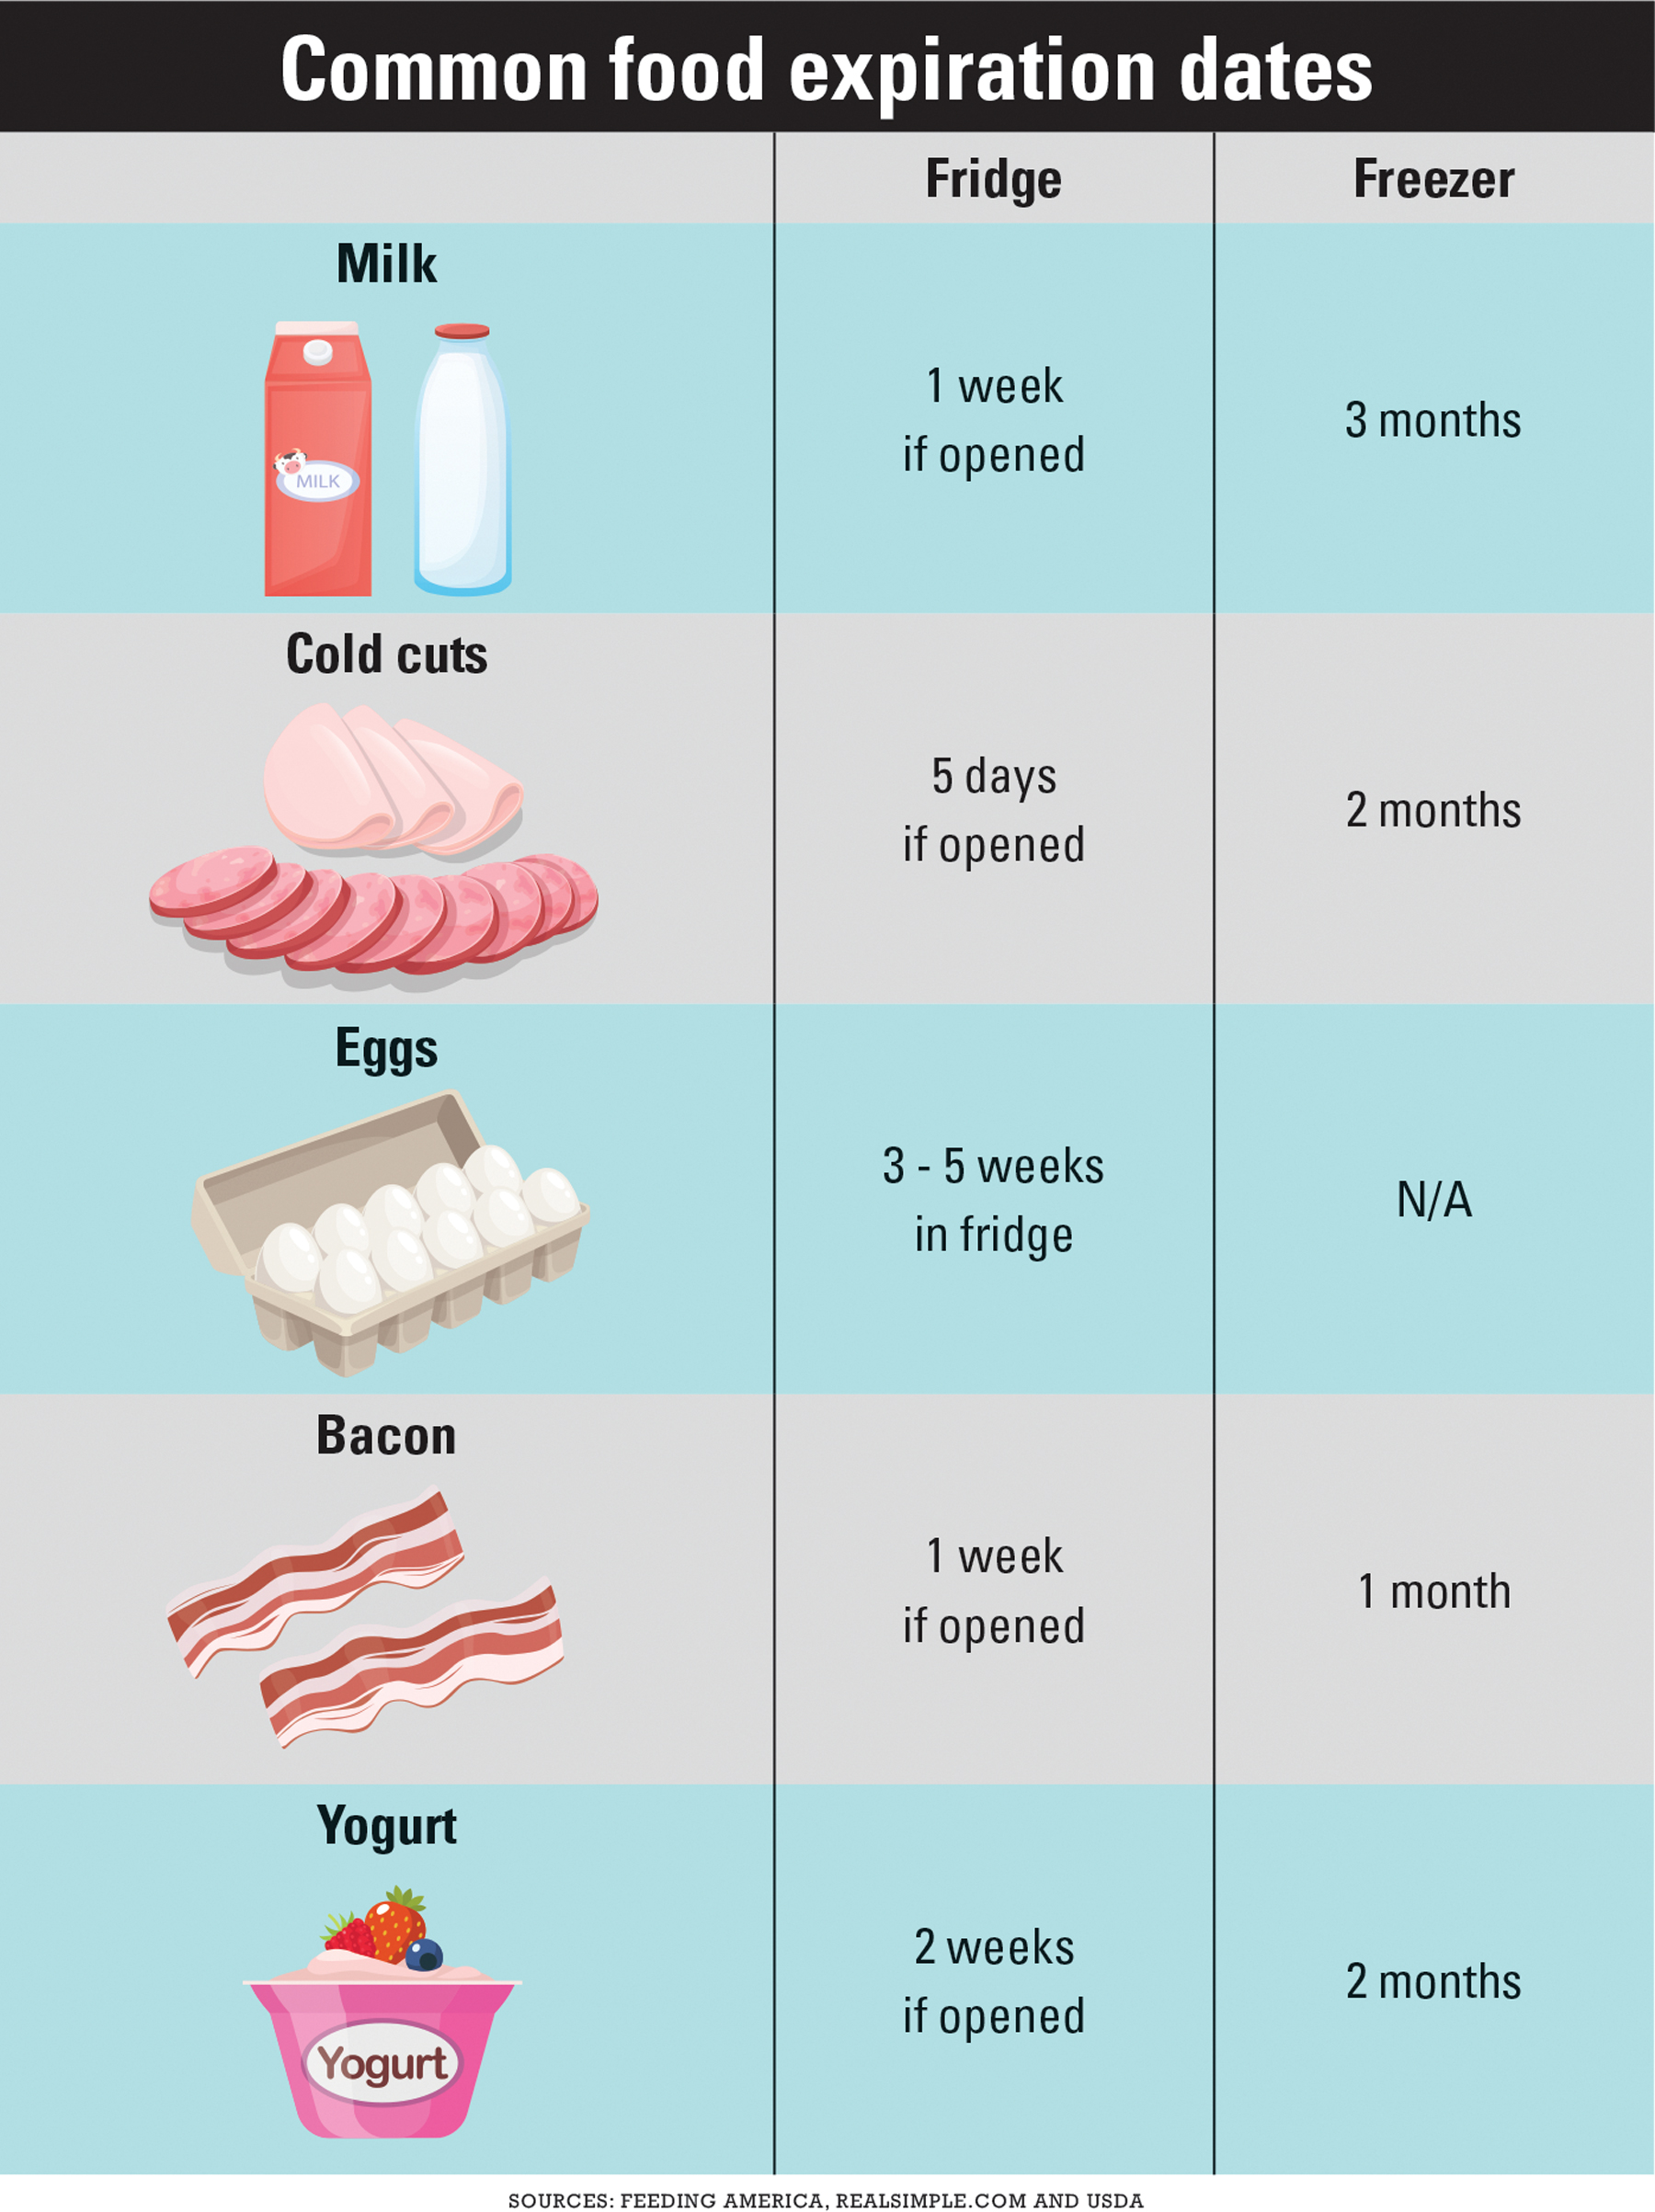 Common food expiration dates
Fridge
Freezer
Milk
MILK
1 week
if opened
3 months
Cold cuts
5 days
if opened
2 months
Eggs
3 - 5 weeks
in fridge
N/A
Bacon
1 week
if opened
1 month
Yogurt
Yogurt
2 weeks
if opened
2 months
SOURCES: FEEDING AMERICA, REALSIMPLE.COM AND USDA